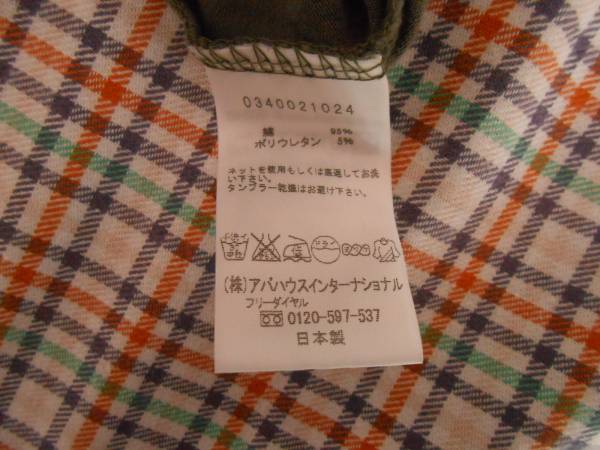 0340021024
綿 95%
ポリウレタン 5%
ネットを使用もしくは裏返してお洗
い下さい。
タンブラー乾燥はお避け下さい。
ドライ
(株)アバハウスインターナショナル
フリーダイヤル
0120-597-537
日本製